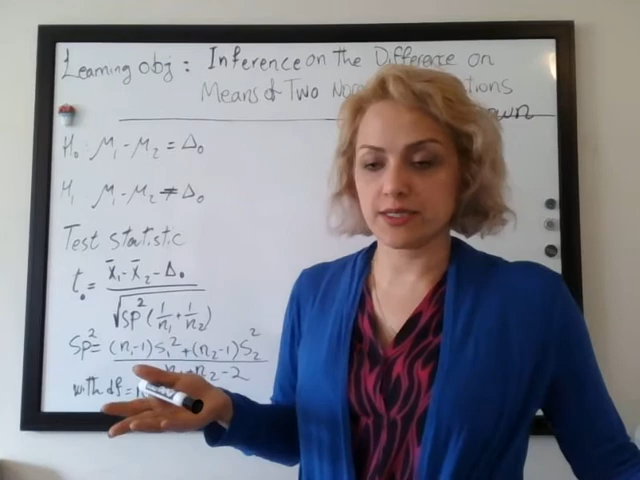 Learning obj : Inference on the Difference on
Means of Two
H₀ : μ₁ - μ₂ = Δ₀
H₁ : μ₁ - μ₂ ≠ Δ₀
Test statistic
t₀ = (x̄₁ - x̄₂ - Δ₀) / √(SP² (1/n₁ + 1/n₂))
SP² = ((n₁-1)S₁² + (n₂-1)S₂²) / (n₁ + n₂ - 2)
with df =